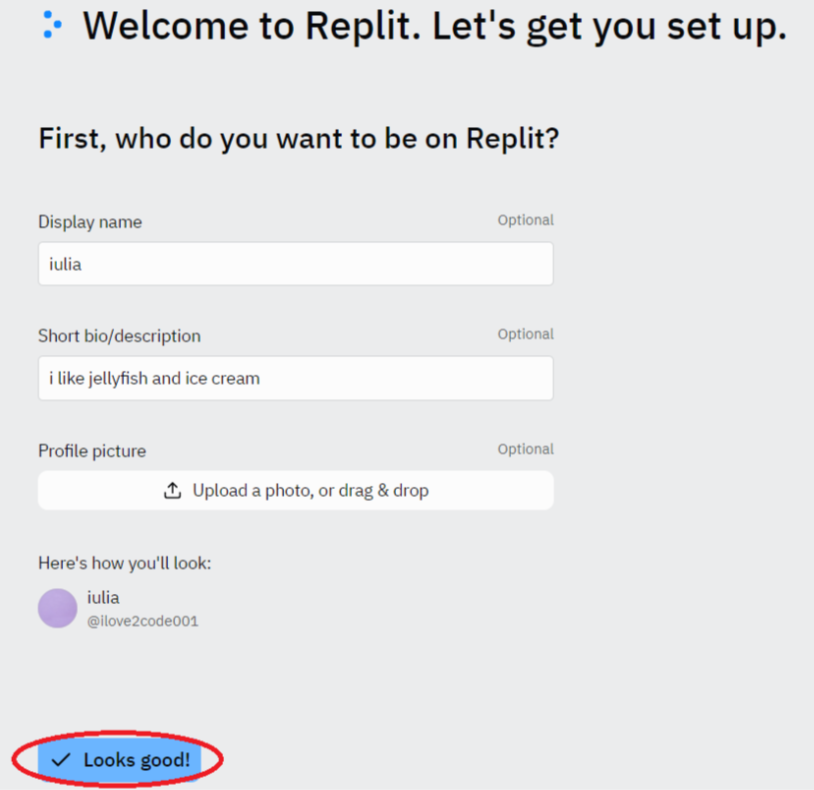 Welcome to Replit. Let's get you set up.
First, who do you want to be on Replit?
Display name Optional
iulia
Short bio/description Optional
i like jellyfish and ice cream
Profile picture Optional
Upload a photo, or drag & drop
Here's how you'll look:
iulia
@ilove2code001
Looks good!